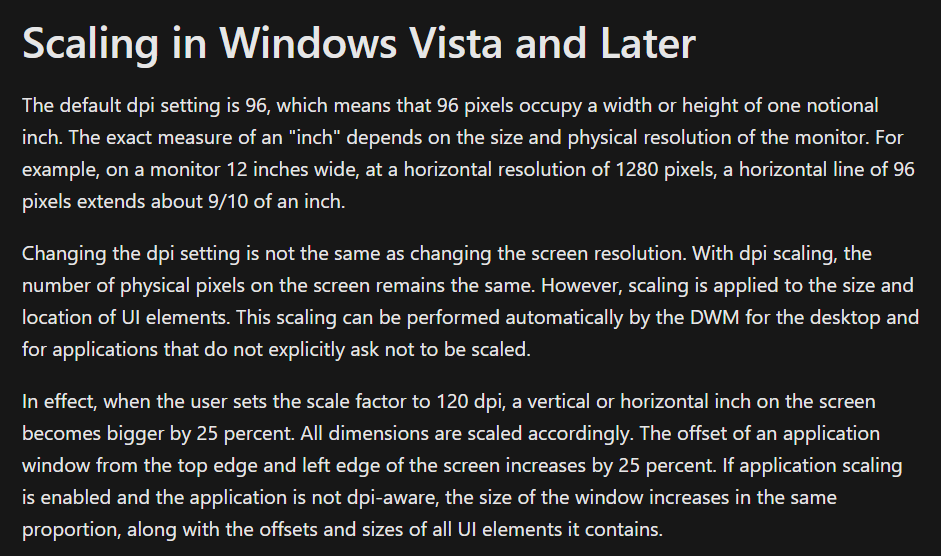 Scaling in Windows Vista and Later
The default dpi setting is 96, which means that 96 pixels occupy a width or height of one notional
inch. The exact measure of an "inch" depends on the size and physical resolution of the monitor. For
example, on a monitor 12 inches wide, at a horizontal resolution of 1280 pixels, a horizontal line of 96
pixels extends about 9/10 of an inch.
Changing the dpi setting is not the same as changing the screen resolution. With dpi scaling, the
number of physical pixels on the screen remains the same. However, scaling is applied to the size and
location of UI elements. This scaling can be performed automatically by the DWM for the desktop and
for applications that do not explicitly ask not to be scaled.
In effect, when the user sets the scale factor to 120 dpi, a vertical or horizontal inch on the screen
becomes bigger by 25 percent. All dimensions are scaled accordingly. The offset of an application
window from the top edge and left edge of the screen increases by 25 percent. If application scaling
is enabled and the application is not dpi-aware, the size of the window increases in the same
proportion, along with the offsets and sizes of all UI elements it contains.